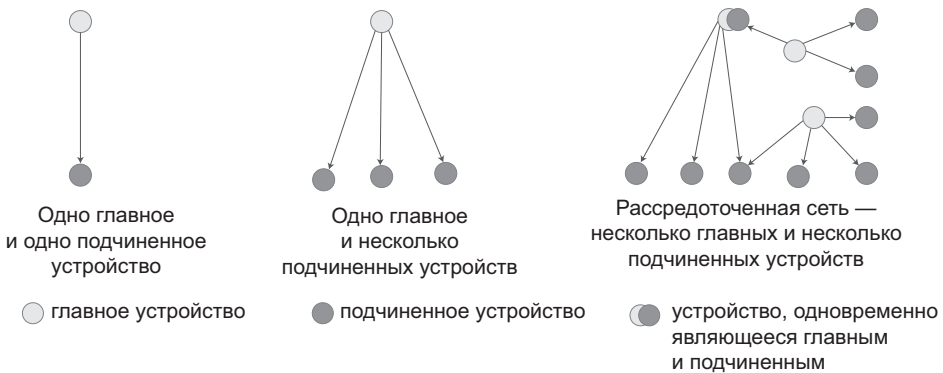 Одно главное
и одно подчиненное
устройство
Одно главное
и несколько
подчиненных устройств
Рассредоточенная сеть —
несколько главных и несколько
подчиненных устройств
главное устройство
подчиненное устройство
устройство, одновременно
являющееся главным
и подчиненным